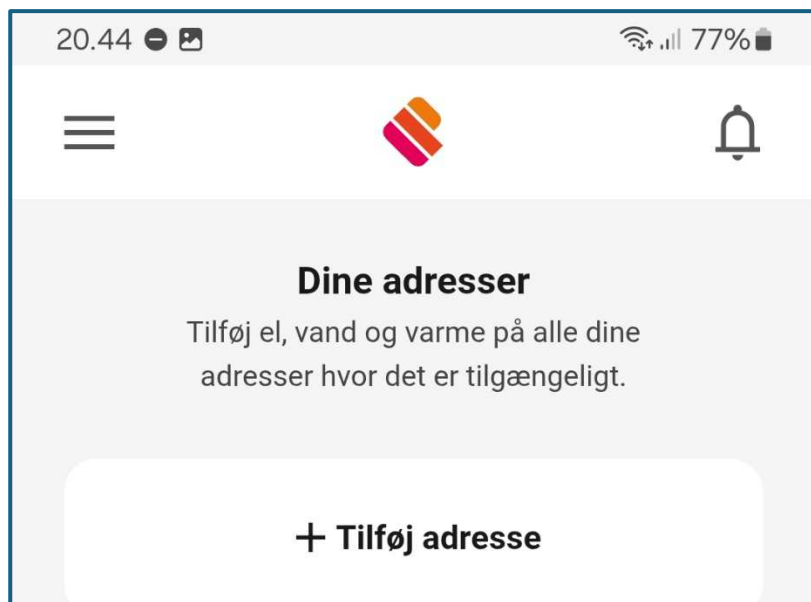 20.44 77%
Dine adresser
Tilføj el, vand og varme på alle dine
adresser hvor det er tilgængeligt.
+ Tilføj adresse